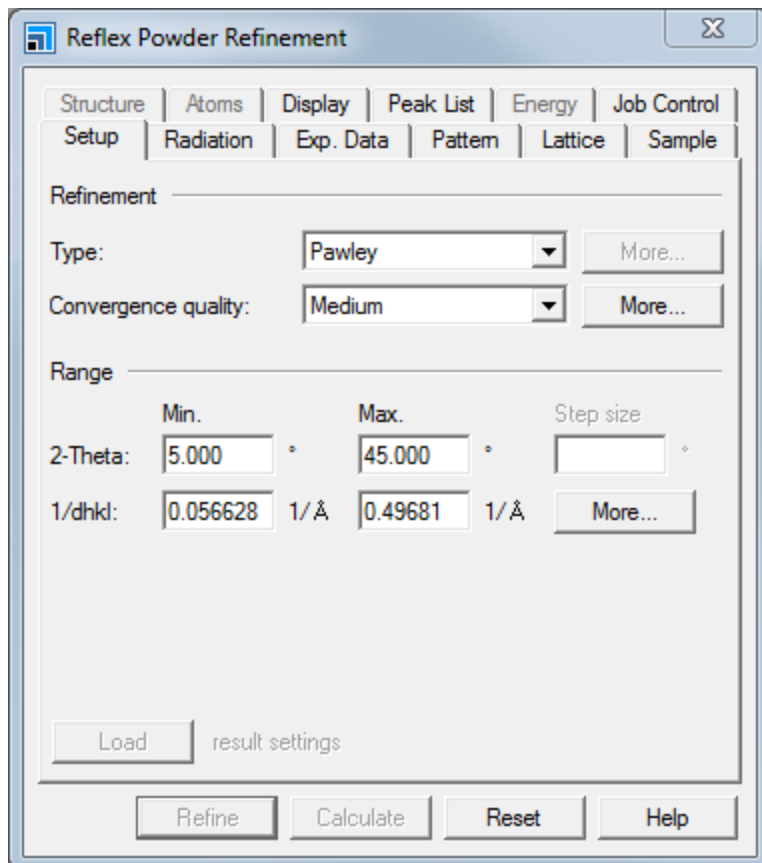 Reflex Powder Refinement
Structure Atoms Display Peak List Energy Job Control
Setup Radiation Exp. Data Pattern Lattice Sample
Refinement
Type: Pawley More...
Convergence quality: Medium More...
Range
Min. Max. Step size
2-Theta: 5.000 ° 45.000 ° °
1/dhkl: 0.056628 1/Å 0.49681 1/Å More...
Load result settings
Refine Calculate Reset Help